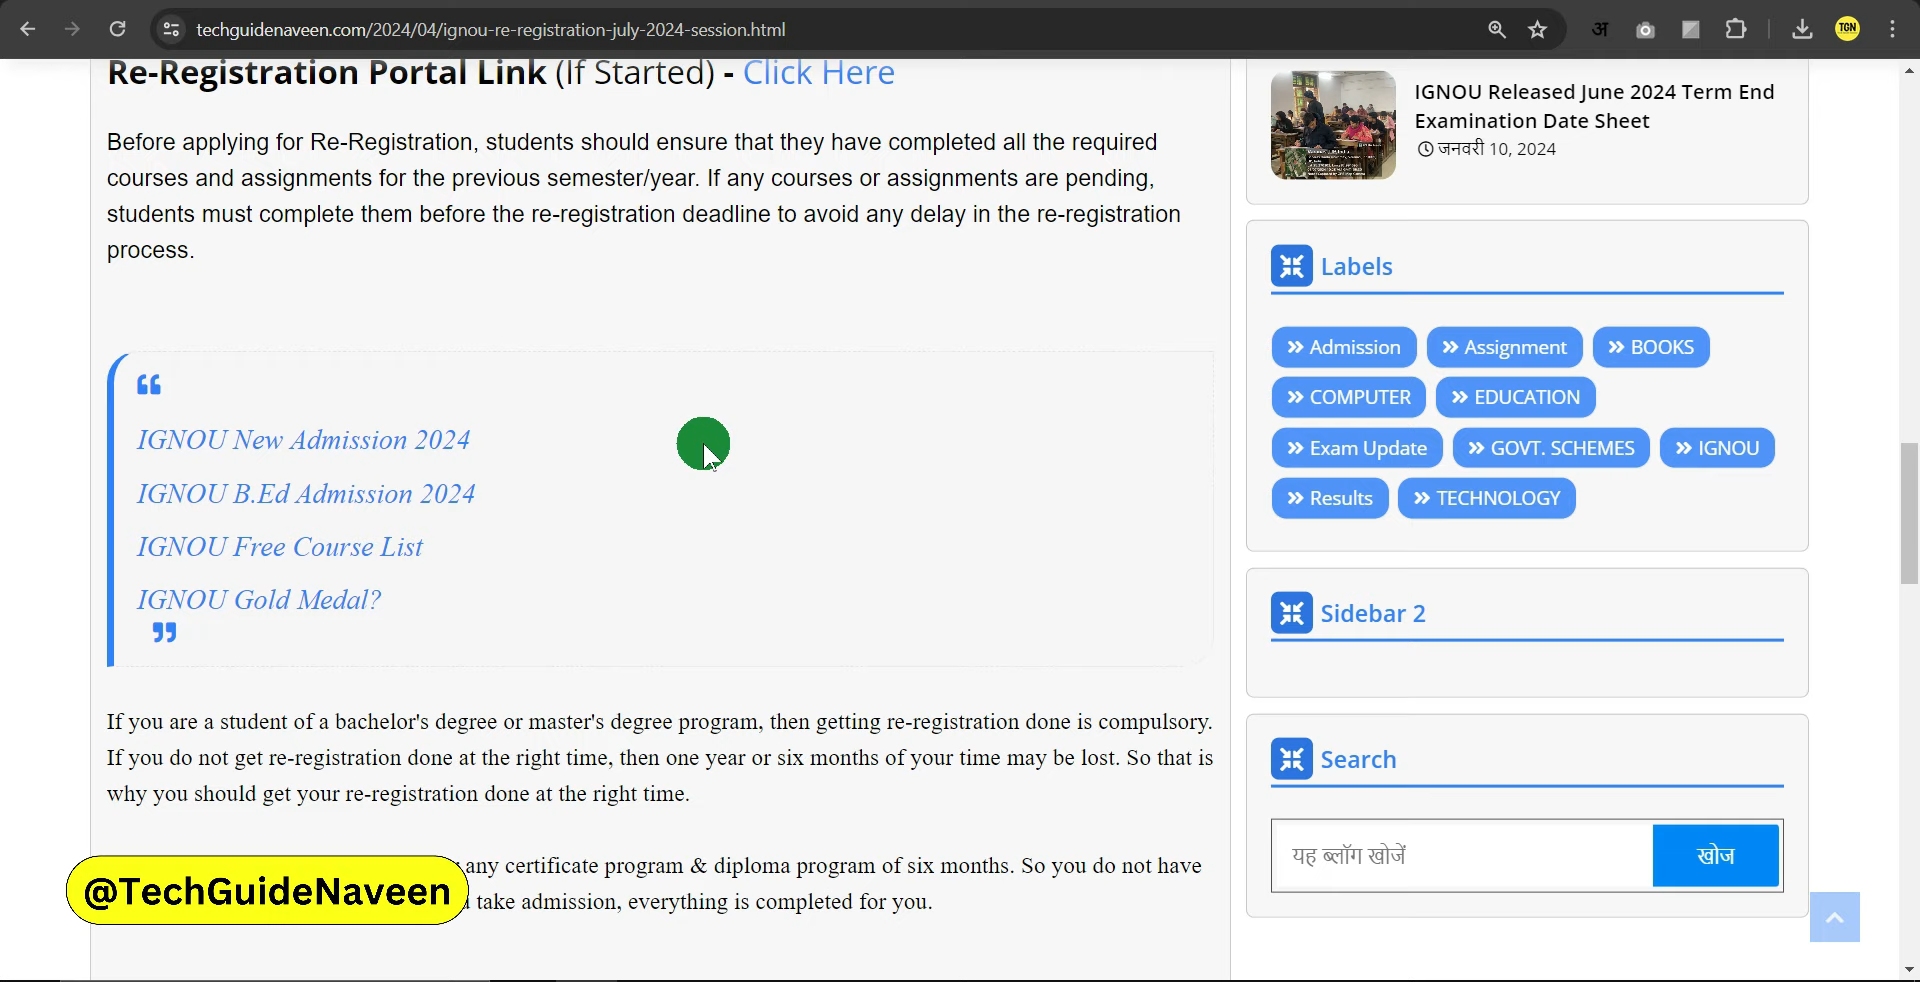 techguidenaveen.com/2024/04/ignou-re-registration-july-2024-session.html
अ
TGN
Re-Registration Portal Link (If Started) - Click Here
Before applying for Re-Registration, students should ensure that they have completed all the required
courses and assignments for the previous semester/year. If any courses or assignments are pending,
students must complete them before the re-registration deadline to avoid any delay in the re-registration
process.
“
IGNOU New Admission 2024
IGNOU B.Ed Admission 2024
IGNOU Free Course List
IGNOU Gold Medal?
”
If you are a student of a bachelor's degree or master's degree program, then getting re-registration done is compulsory.
If you do not get re-registration done at the right time, then one year or six months of your time may be lost. So that is
why you should get your re-registration done at the right time.
any certificate program & diploma program of six months. So you do not have
take admission, everything is completed for you.
@TechGuideNaveen
IGNOU Released June 2024 Term End
Examination Date Sheet
जनवरी 10, 2024
Labels
» Admission » Assignment » BOOKS
» COMPUTER » EDUCATION
» Exam Update » GOVT. SCHEMES » IGNOU
» Results » TECHNOLOGY
Sidebar 2
Search
यह ब्लॉग खोजें खोज